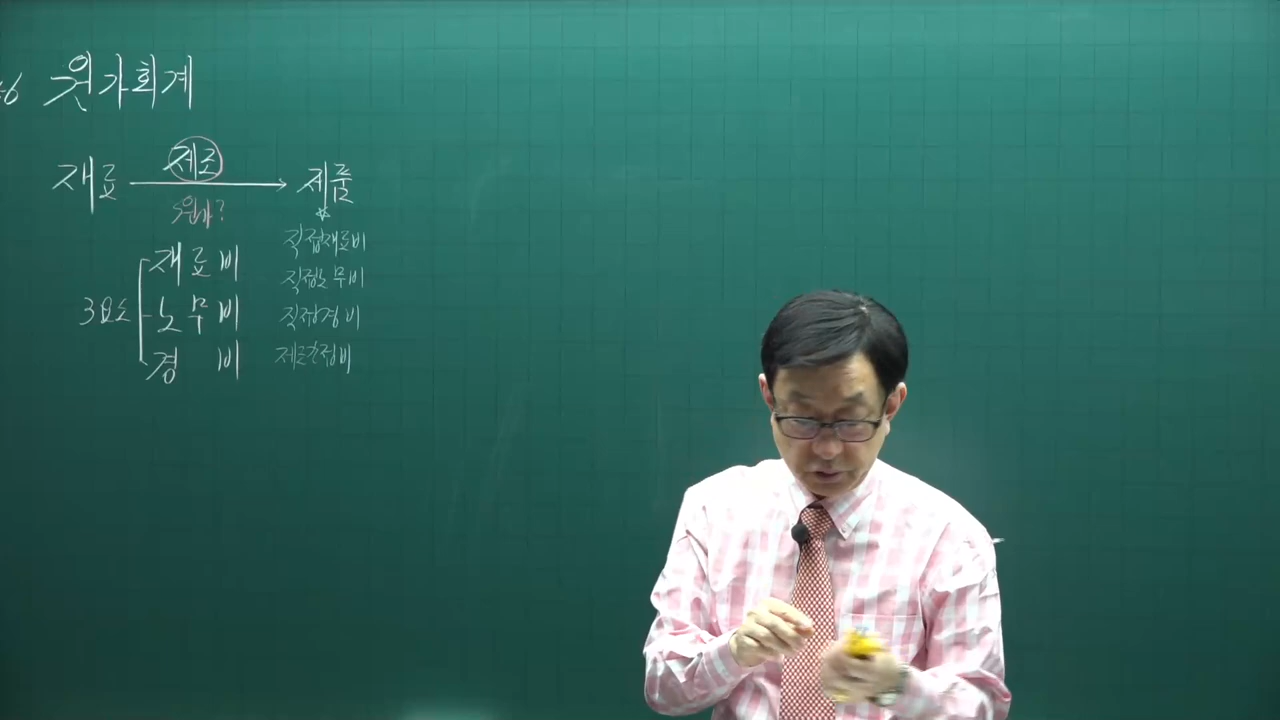 원가회계
재료 제조 제품
원가?
재료비 직접재료비
3요소 노무비 직접노무비
경 비 직접경비
제조간접비